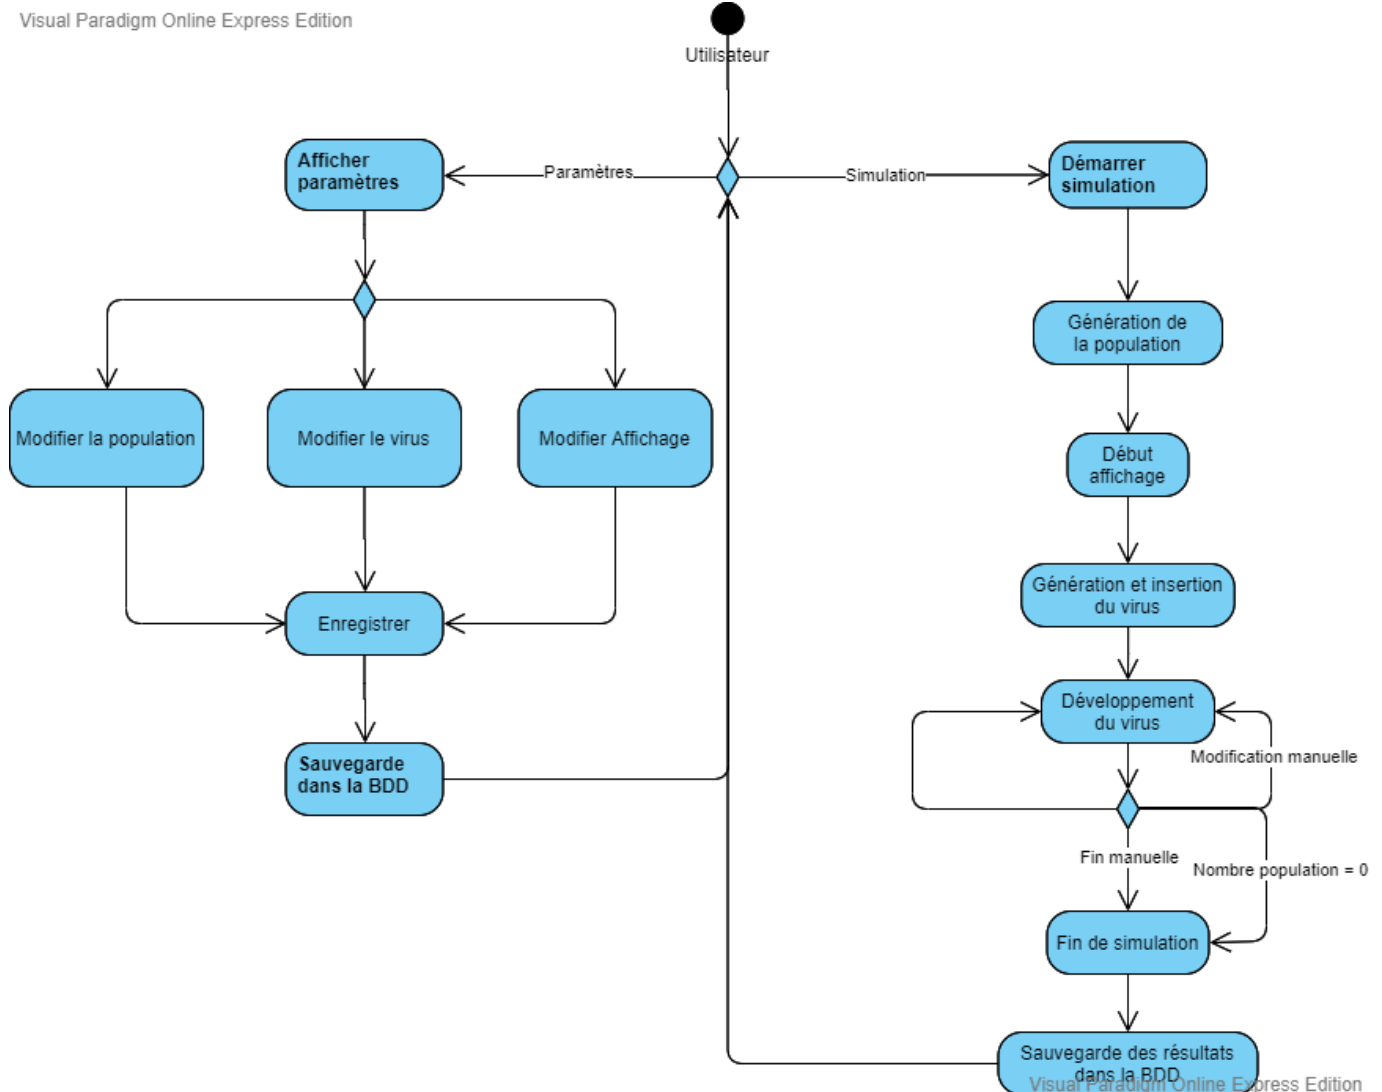 Visual Paradigm Online Express Edition
Utilisateur
Afficher
paramètres
Paramètres
Simulation
Démarrer
simulation
Génération de
la population
Modifier la population
Modifier le virus
Modifier Affichage
Début
affichage
Génération et insertion
du virus
Enregistrer
Développement
du virus
Modification manuelle
Sauvegarde
dans la BDD
Fin manuelle
Nombre population = 0
Fin de simulation
Sauvegarde des résultats
dans la BDD
Visual Paradigm Online Express Edition